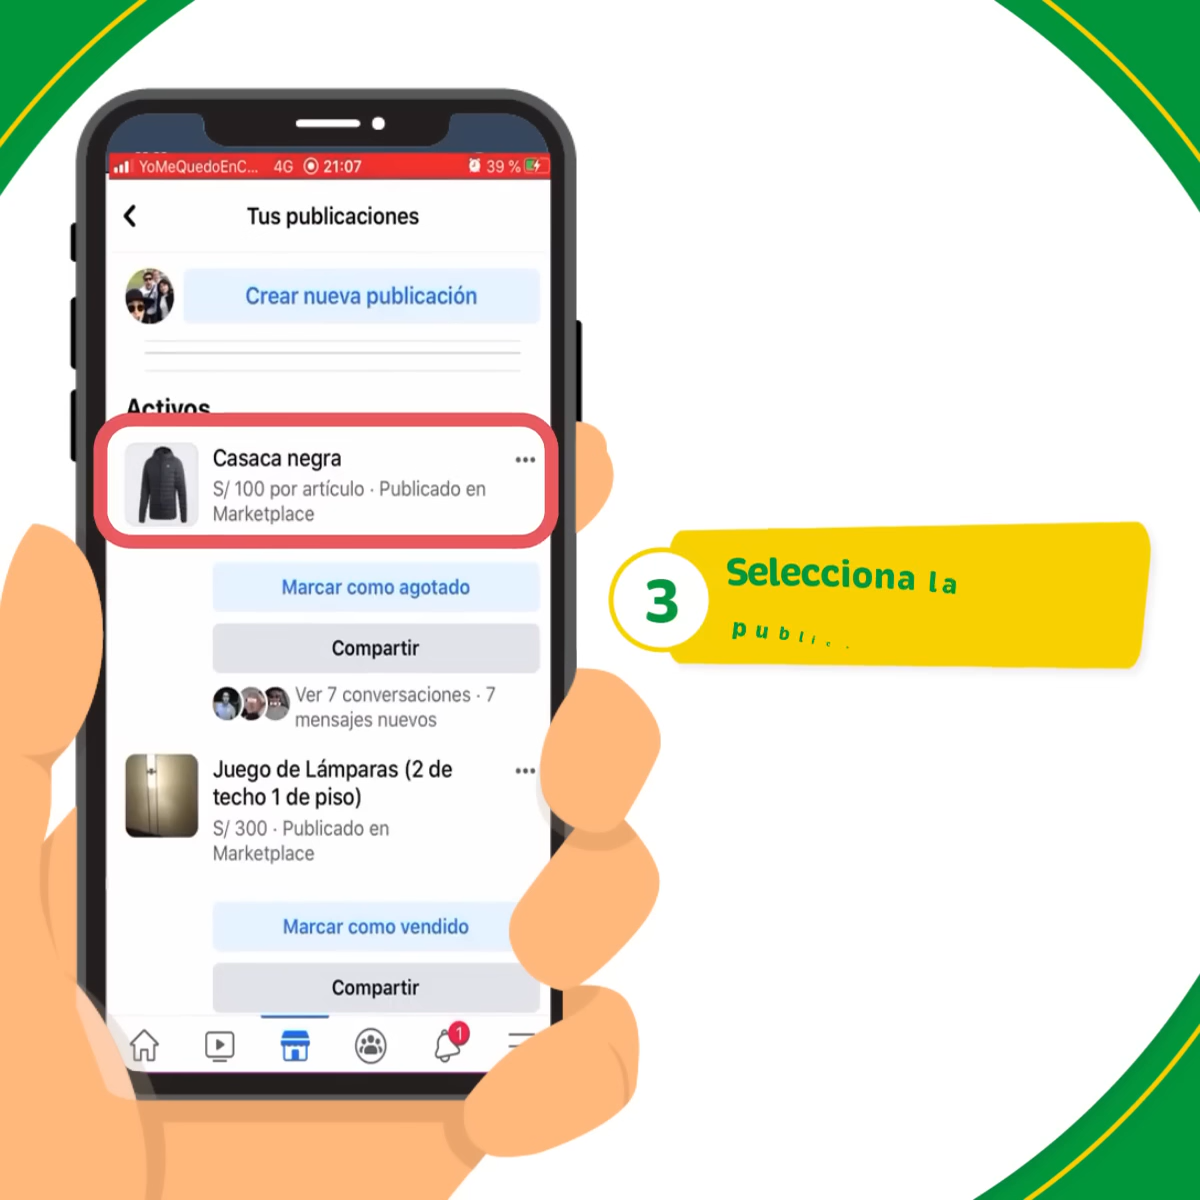 YoMeQuedoEnC... 4G 21:07 39 %
Tus publicaciones
Crear nueva publicación
Activos
Casaca negra
S/ 100 por artículo · Publicado en
Marketplace
Marcar como agotado
Compartir
Ver 7 conversaciones · 7
mensajes nuevos
Juego de Lámparas (2 de
techo 1 de piso)
S/ 300 · Publicado en
Marketplace
Marcar como vendido
Compartir
1
3
Selecciona la
public.